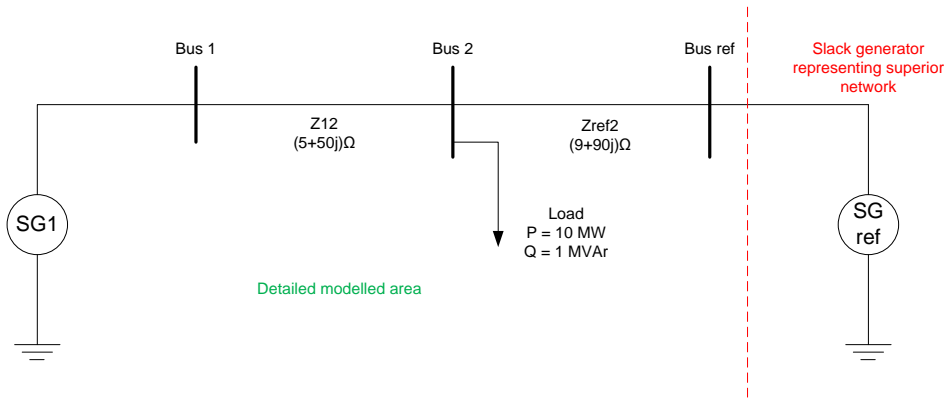 Bus 1
Bus 2
Bus ref
Slack generator
representing superior
network
Z12
(5+50j)Ω
Zref2
(9+90j)Ω
SG1
Load
P = 10 MW
Q = 1 MVAr
SG
ref
Detailed modelled area